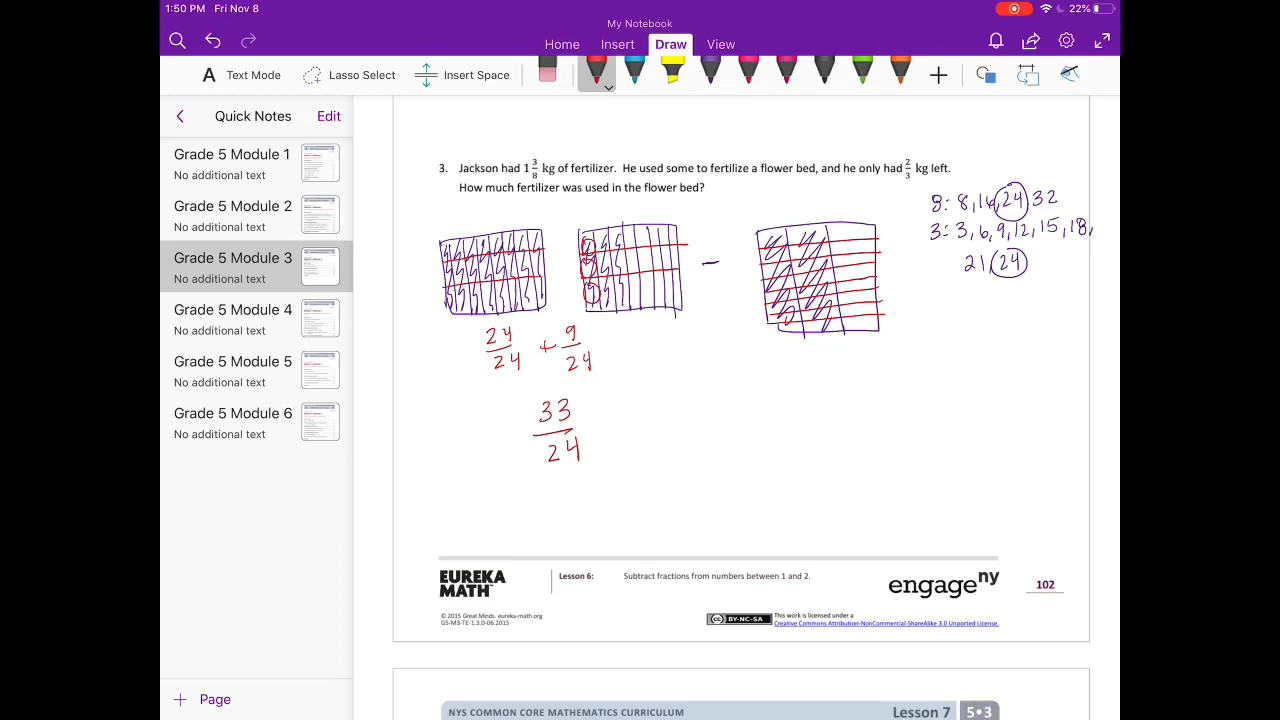 1:50 PM Fri Nov 8
My Notebook
22%
Home Insert Draw View
A Text Mode Lasso Select Insert Space
Quick Notes Edit
Grade 5 Module 1
No additional text
Grade 5 Module 2
No additional text
Grade 5 Module 3
No additional text
Grade 5 Module 4
No additional text
Grade 5 Module 5
No additional text
Grade 5 Module 6
No additional text
+ Page
3. Jackson had 1 3/8 kg of fertilizer. He used some to fertilize a flower bed, and he only had 2/3 kg left.
How much fertilizer was used in the flower bed?
8: 8, 16, 24, 32
3: 3, 6, 9, 12, 15, 18,
21, 24
−
24/24 + 9/24
33/24
EUREKA
MATH™
Lesson 6: Subtract fractions from numbers between 1 and 2.
engageny
102
© 2015 Great Minds. eureka-math.org
G5-M3-TE-1.3.0-06.2015
CC BY-NC-SA
This work is licensed under a
Creative Commons Attribution-NonCommercial-ShareAlike 3.0 Unported License.
NYS COMMON CORE MATHEMATICS CURRICULUM Lesson 7 5•3